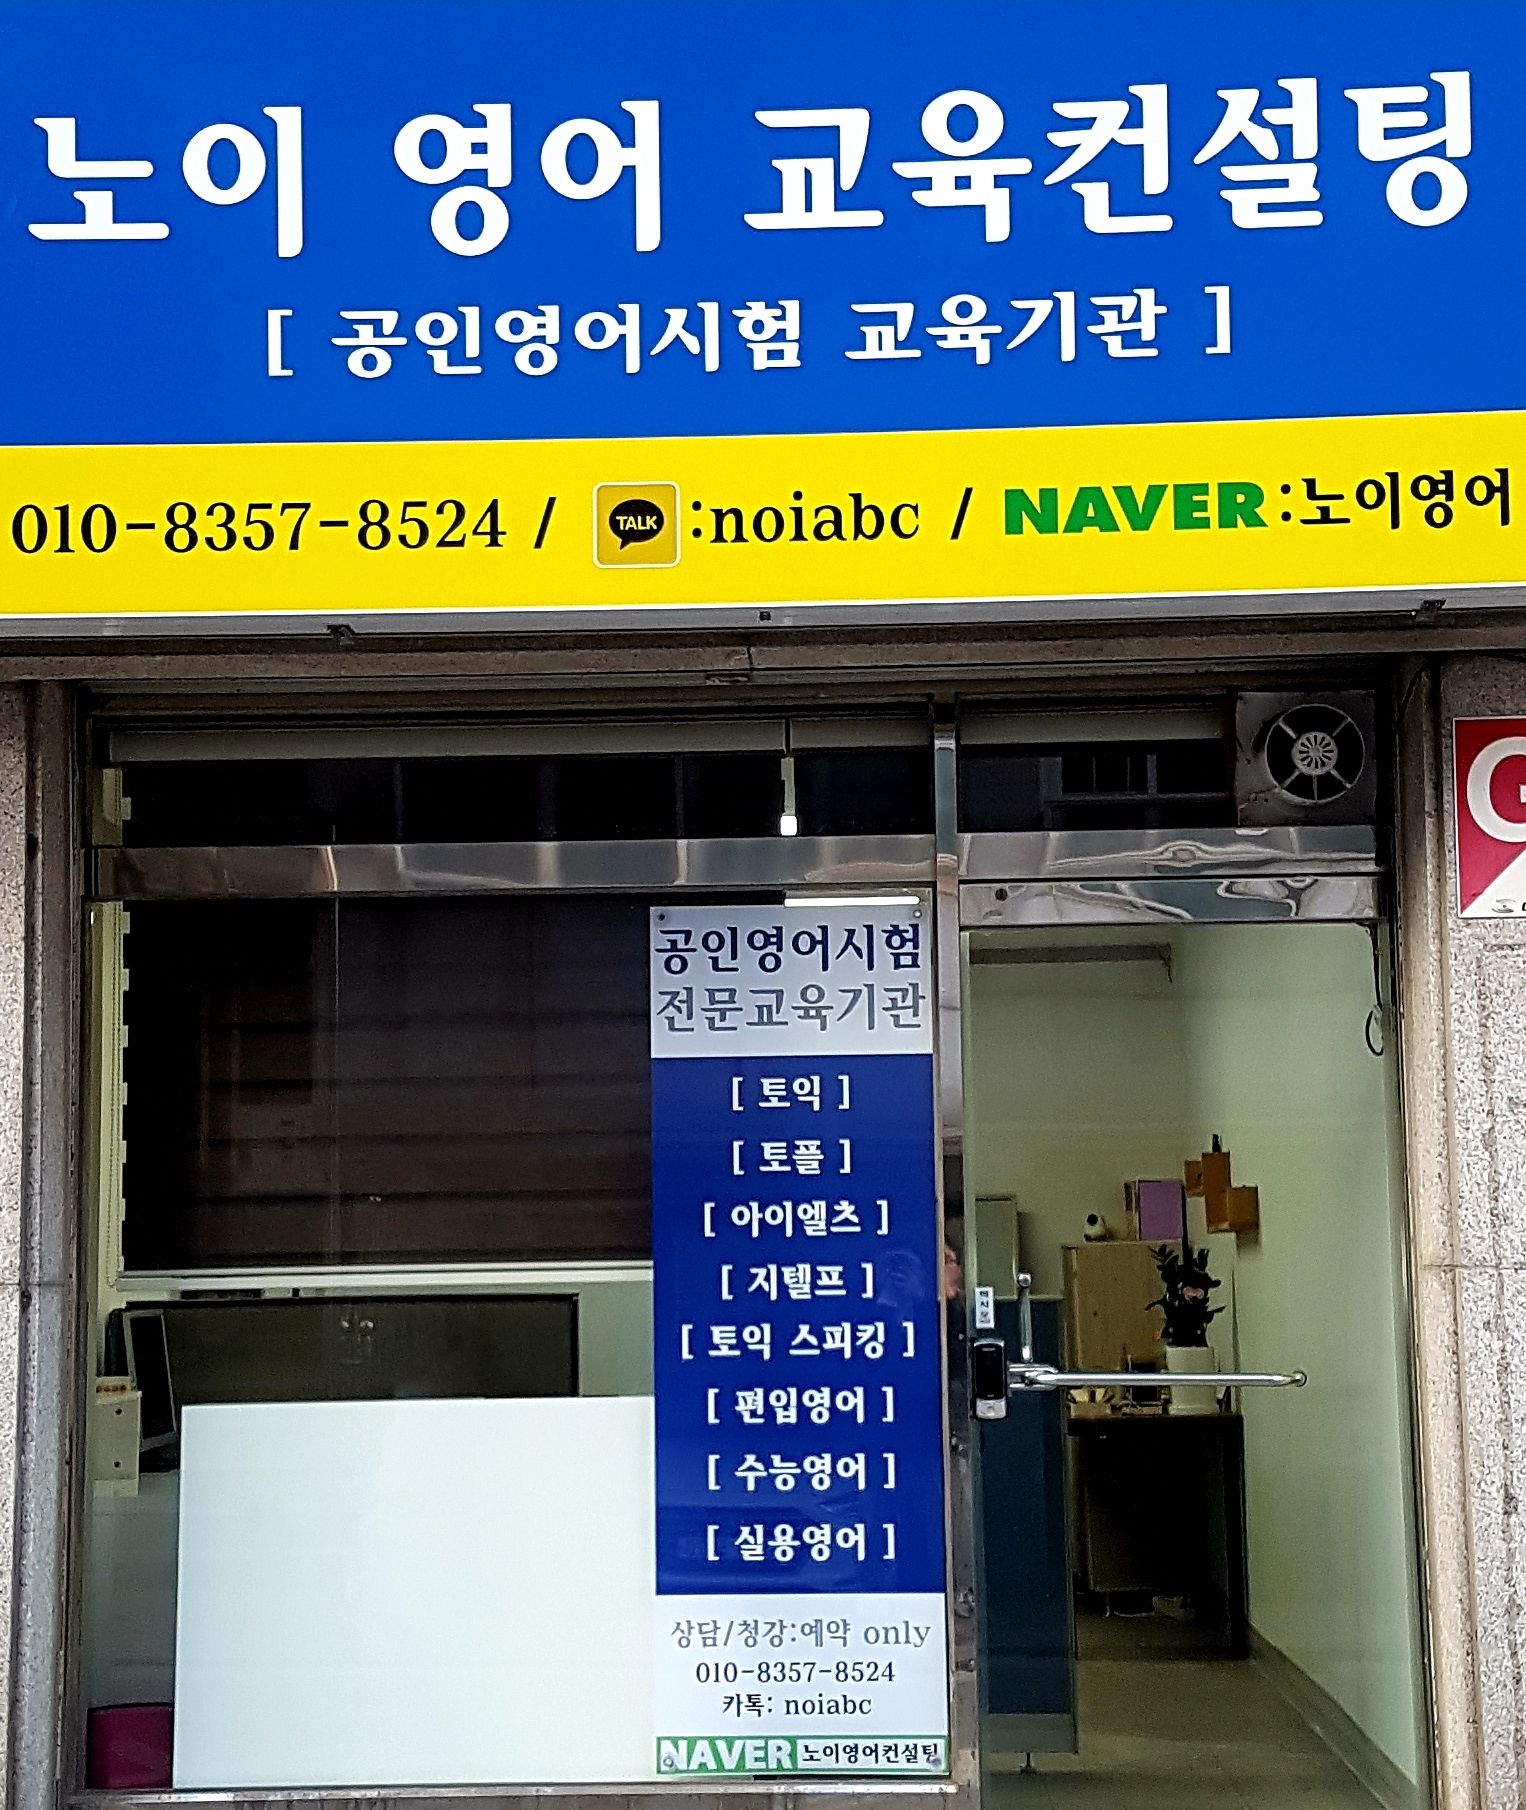 노이 영어 교육컨설팅
[ 공인영어시험 교육기관 ]
010-8357-8524 / TALK :noiabc / NAVER:노이영어
공인영어시험
전문교육기관
[ 토익 ]
[ 토플 ]
[ 아이엘츠 ]
[ 지텔프 ]
[ 토익 스피킹 ]
[ 편입영어 ]
[ 수능영어 ]
[ 실용영어 ]
상담/청강:예약 only
010-8357-8524
카톡: noiabc
NAVER 노이영어컨설팅